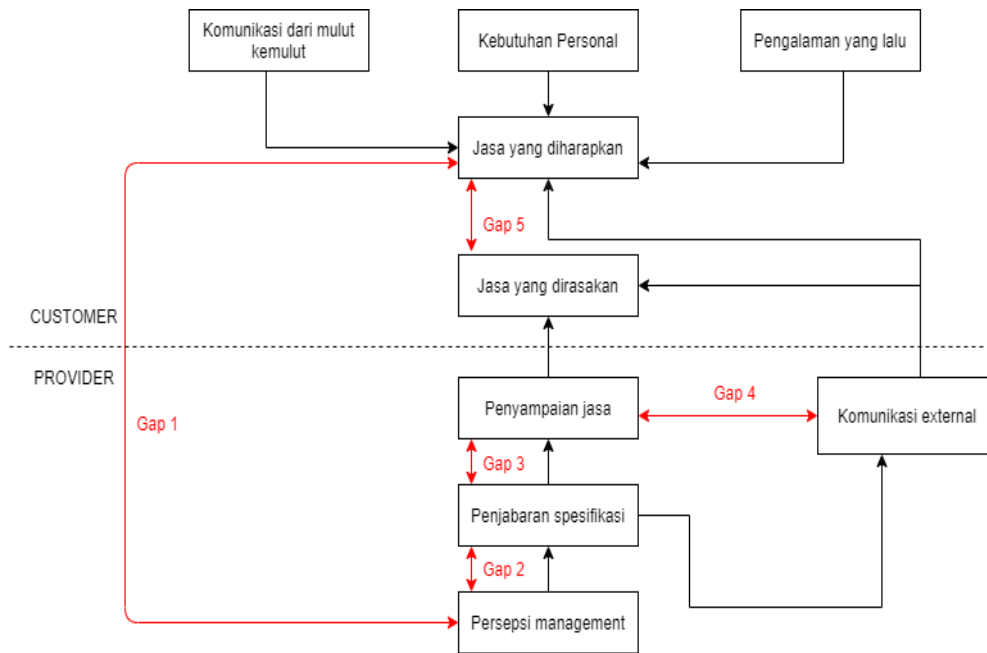 Komunikasi dari mulut
kemulut
Kebutuhan Personal
Pengalaman yang lalu
Jasa yang diharapkan
Gap 5
Jasa yang dirasakan
CUSTOMER
PROVIDER
Gap 1
Penyampaian jasa
Gap 4
Komunikasi external
Gap 3
Penjabaran spesifikasi
Gap 2
Persepsi management